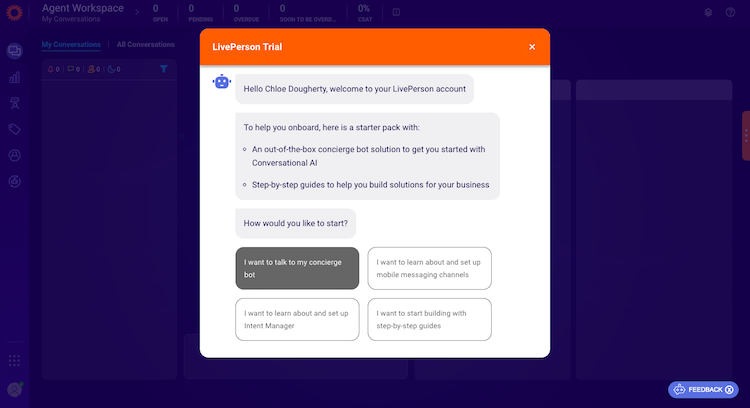 Agent Workspace
My Conversations
0 OPEN
0 PENDING
0 OVERDUE
0 SOON TO BE OVERD...
0% CSAT
My Conversations
All Conversations
0 0 0 0
LivePerson Trial
Hello Chloe Dougherty, welcome to your LivePerson account
To help you onboard, here is a starter pack with:
An out-of-the-box concierge bot solution to get you started with
Conversational AI
Step-by-step guides to help you build solutions for your business
How would you like to start?
I want to talk to my concierge
bot
I want to learn about and set up
mobile messaging channels
I want to learn about and set up
Intent Manager
I want to start building with
step-by-step guides
FEEDBACK